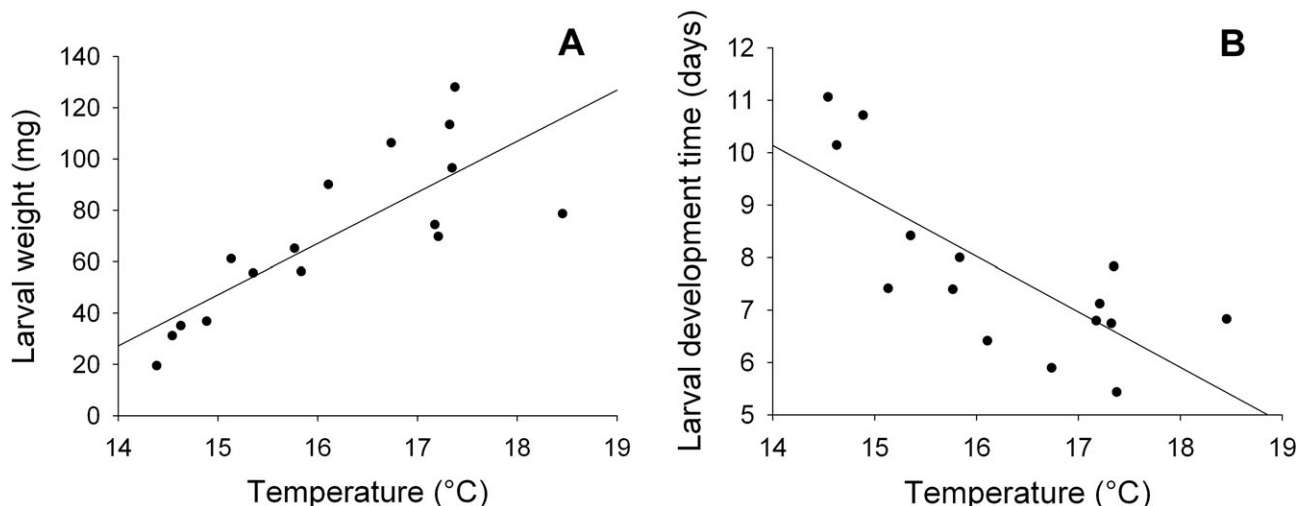 A
Larval weight (mg)
140
120
100
80
60
40
20
0
14 15 16 17 18 19
Temperature (°C)
B
Larval development time (days)
12
11
10
9
8
7
6
5
14 15 16 17 18 19
Temperature (°C)